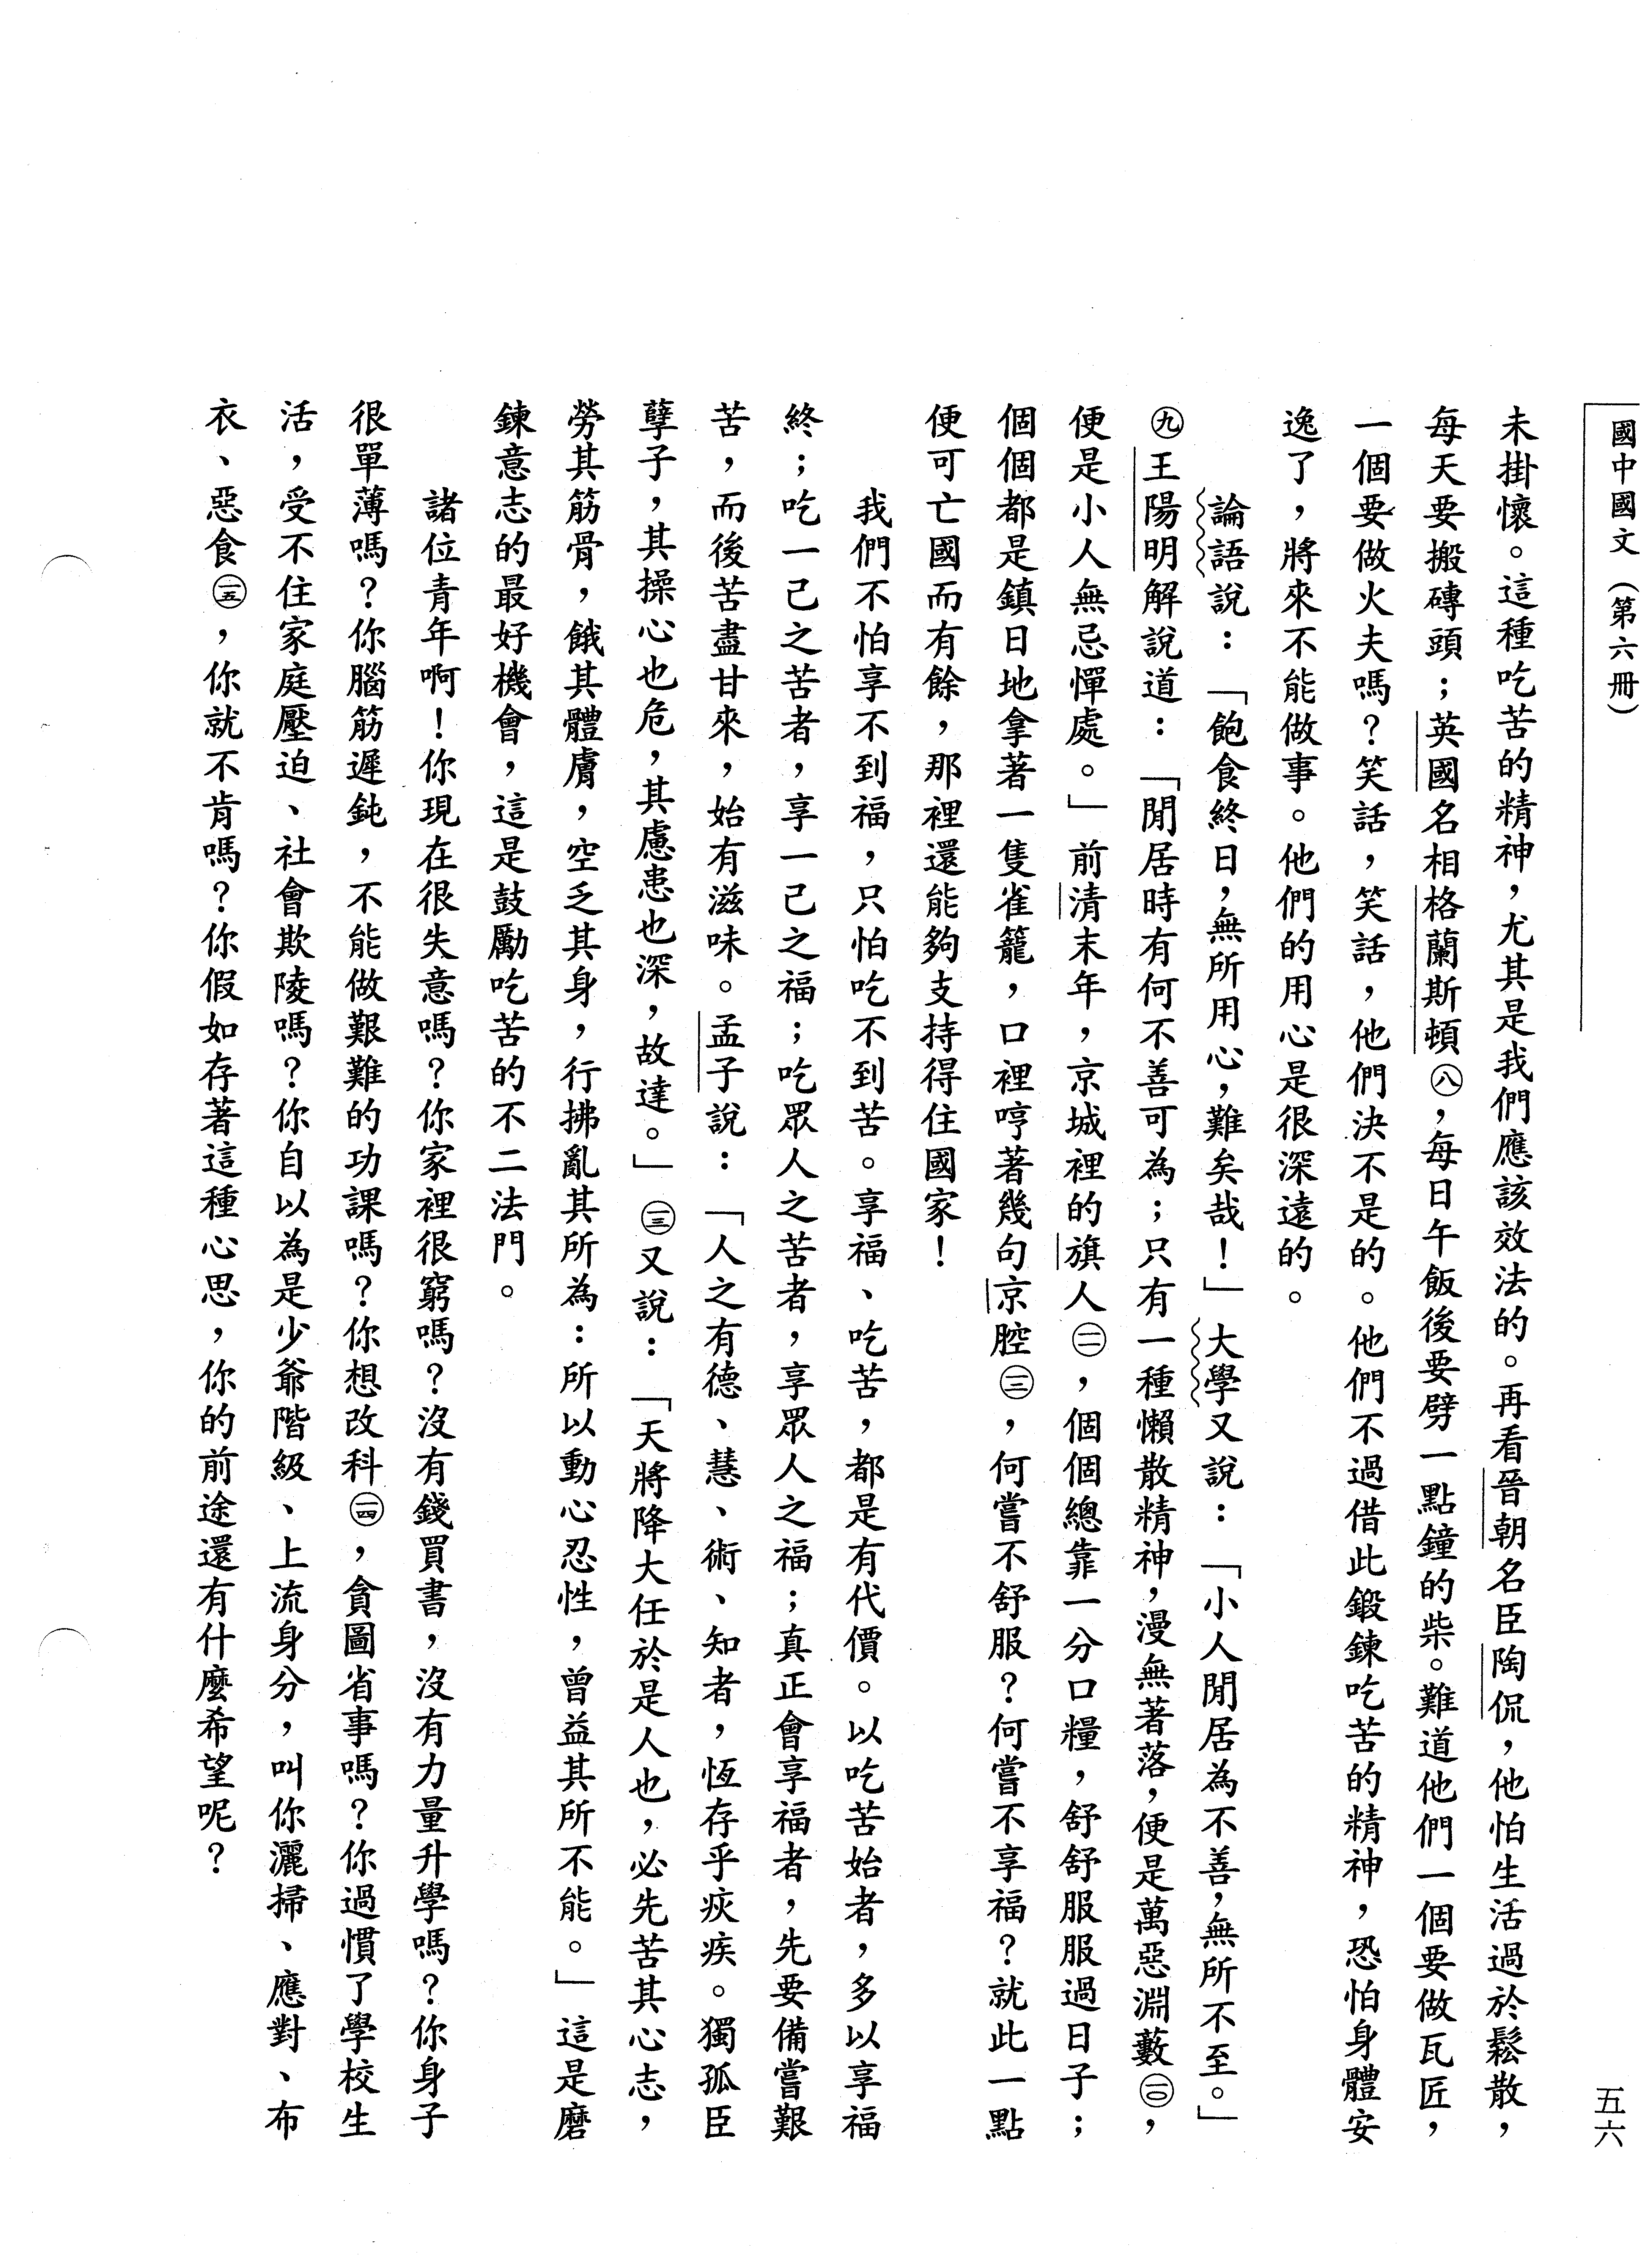 國中國文（第六冊）
五六
未掛懷。這種吃苦的精神，尤其是我們應該效法的。再看晉朝名臣陶侃，他怕生活過於鬆散，
每天要搬磚頭；英國名相格蘭斯頓㈧，每日午飯後要劈一點鐘的柴。難道他們一個要做瓦匠，
一個要做火夫嗎？笑話，笑話，他們決不是的。他們不過借此鍛鍊吃苦的精神，恐怕身體安
逸了，將來不能做事。他們的用心是很深遠的。
論語說：「飽食終日，無所用心，難矣哉！」大學又說：「小人閒居為不善，無所不至。」
㈨王陽明解說道：「閒居時有何不善可為；只有一種懶散精神，漫無著落，便是萬惡淵藪㊀〇，
便是小人無忌憚處。」前清末年，京城裡的旗人㊀一，個個總靠一分口糧，舒舒服服過日子；
個個都是鎮日地拿著一隻雀籠，口裡哼著幾句京腔㊀二，何嘗不舒服？何嘗不享福？就此一點
便可亡國而有餘，那裡還能夠支持得住國家！
我們不怕享不到福，只怕吃不到苦。享福、吃苦，都是有代價。以吃苦始者，多以享福
終；吃一己之苦者，享一己之福；吃眾人之苦者，享眾人之福；真正會享福者，先要備嘗艱
苦，而後苦盡甘來，始有滋味。孟子說：「人之有德、慧、術、知者，恆存乎疢疾。獨孤臣
孽子，其操心也危，其慮患也深，故達。」㊀三又說：「天將降大任於是人也，必先苦其心志，
勞其筋骨，餓其體膚，空乏其身，行拂亂其所為：所以動心忍性，曾益其所不能。」這是磨
鍊意志的最好機會，這是鼓勵吃苦的不二法門。
諸位青年啊！你現在很失意嗎？你家裡很窮嗎？沒有錢買書，沒有力量升學嗎？你身子
很單薄嗎？你腦筋遲鈍，不能做艱難的功課嗎？你想改科㊀四，貪圖省事嗎？你過慣了學校生
活，受不住家庭壓迫、社會欺陵嗎？你自以為是少爺階級、上流身分，叫你灑掃、應對、布
衣、惡食㊀五，你就不肯嗎？你假如存著這種心思，你的前途還有什麼希望呢？